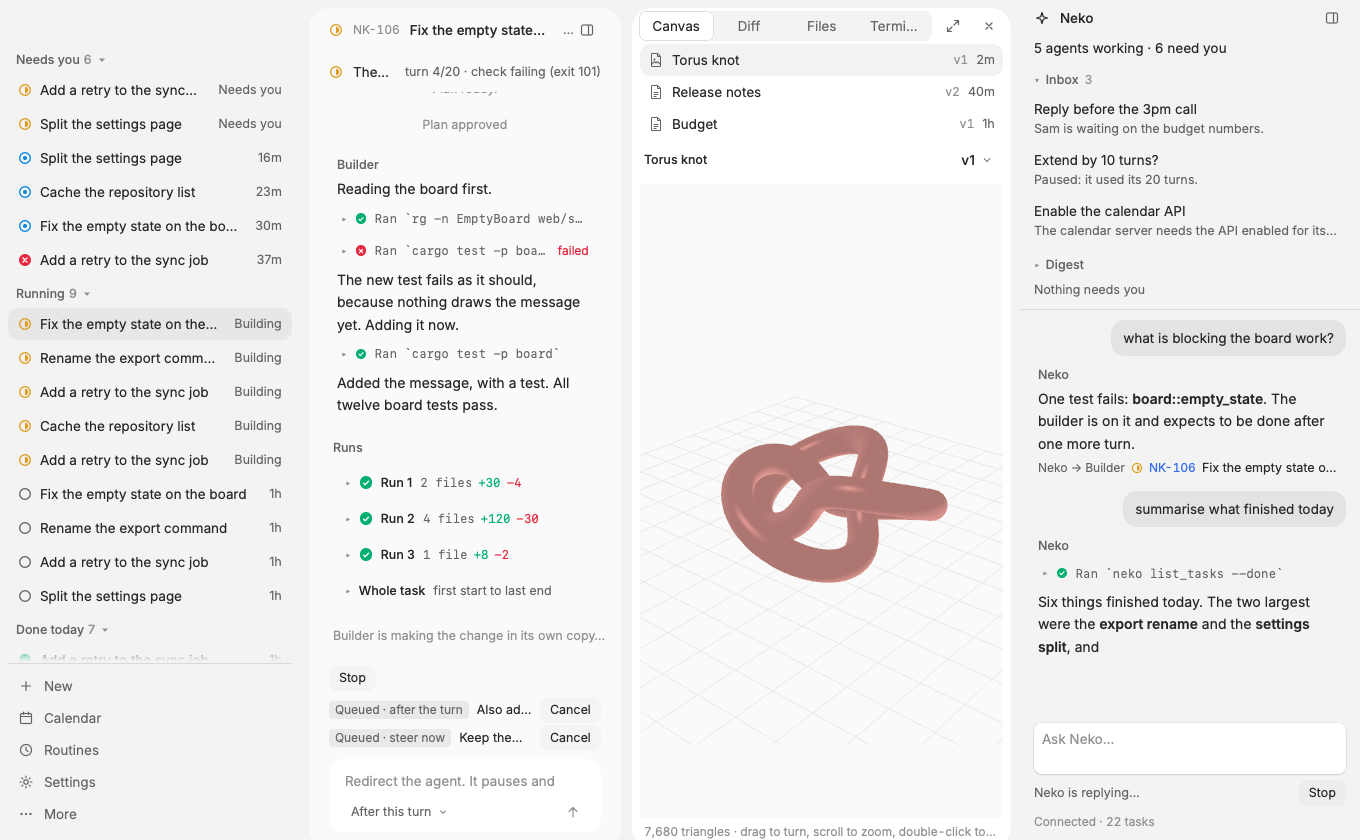 Needs you 6
Add a retry to the sync... Needs you
Split the settings page Needs you
Split the settings page 16m
Cache the repository list 23m
Fix the empty state on the bo... 30m
Add a retry to the sync job 37m
Running 9
Fix the empty state on the... Building
Rename the export comm... Building
Add a retry to the sync job Building
Cache the repository list Building
Add a retry to the sync job Building
Fix the empty state on the board 1h
Rename the export command 1h
Add a retry to the sync job 1h
Split the settings page 1h
Done today 7
Add a retry to the sync job 1h
New
Calendar
Routines
Settings
More
NK-106 Fix the empty state... ...
The... turn 4/20 · check failing (exit 101)
Plan ready.
Plan approved
Builder
Reading the board first.
Ran `rg -n EmptyBoard web/s...
Ran `cargo test -p boa... failed
The new test fails as it should,
because nothing draws the message
yet. Adding it now.
Ran `cargo test -p board`
Added the message, with a test. All
twelve board tests pass.
Runs
Run 1 2 files +30 −4
Run 2 4 files +120 −30
Run 3 1 file +8 −2
Whole task first start to last end
Builder is making the change in its own copy...
Stop
Queued · after the turn Also ad... Cancel
Queued · steer now Keep the... Cancel
Redirect the agent. It pauses and
After this turn
Canvas Diff Files Termi...
Torus knot v1 2m
Release notes v2 40m
Budget v1 1h
Torus knot v1
7,680 triangles · drag to turn, scroll to zoom, double-click to...
Neko
5 agents working · 6 need you
Inbox 3
Reply before the 3pm call
Sam is waiting on the budget numbers.
Extend by 10 turns?
Paused: it used its 20 turns.
Enable the calendar API
The calendar server needs the API enabled for its...
Digest
Nothing needs you
what is blocking the board work?
Neko
One test fails: board::empty_state. The
builder is on it and expects to be done after
one more turn.
Neko → Builder NK-106 Fix the empty state o...
summarise what finished today
Neko
Ran `neko list_tasks --done`
Six things finished today. The two largest
were the export rename and the settings
split, and
Ask Neko...
Neko is replying... Stop
Connected · 22 tasks